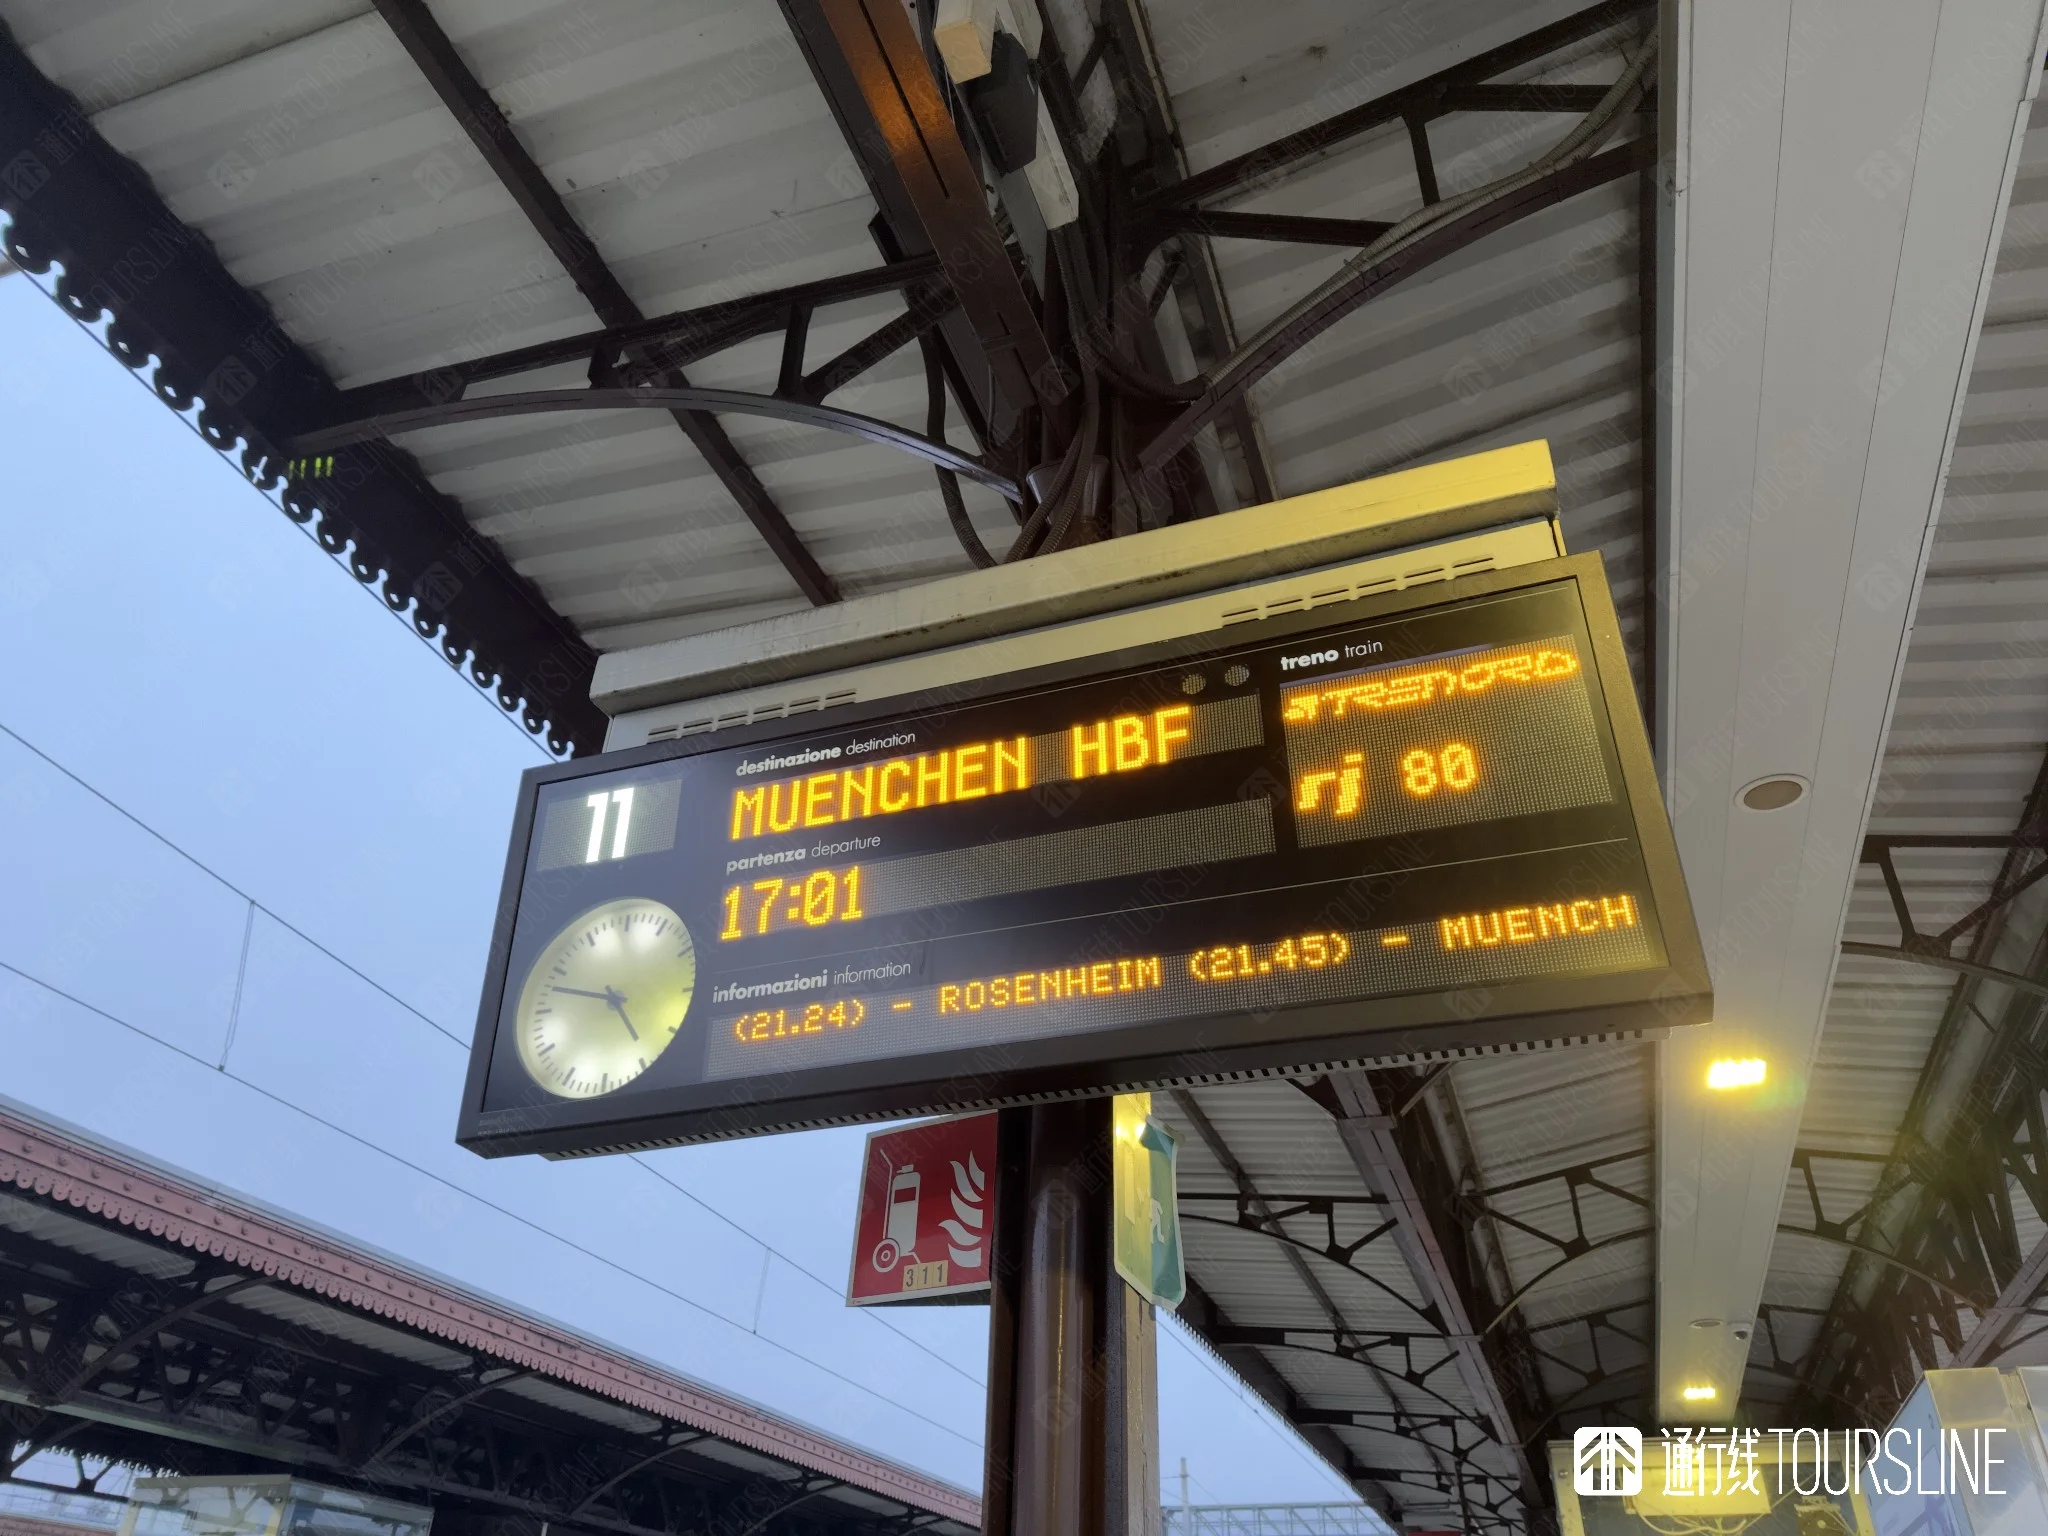 11
destinazione destination
MUENCHEN HBF
treno train
rj 80
partenza departure
17:01
informazioni information
(21.24) - ROSENHEIM (21.45) - MUENCH
311
通行线 TOURSLINE